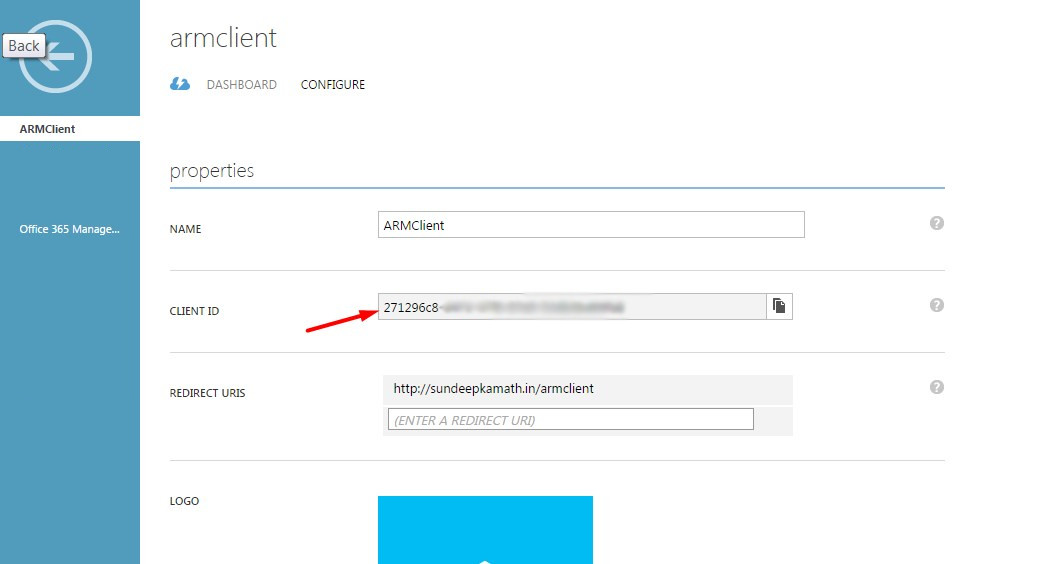 armclient
Back
DASHBOARD CONFIGURE
ARMClient
properties
Office 365 Manage...
NAME ARMClient ?
CLIENT ID 271296c8- ?
REDIRECT URIS http://sundeepkamath.in/armclient ?
(ENTER A REDIRECT URI)
LOGO